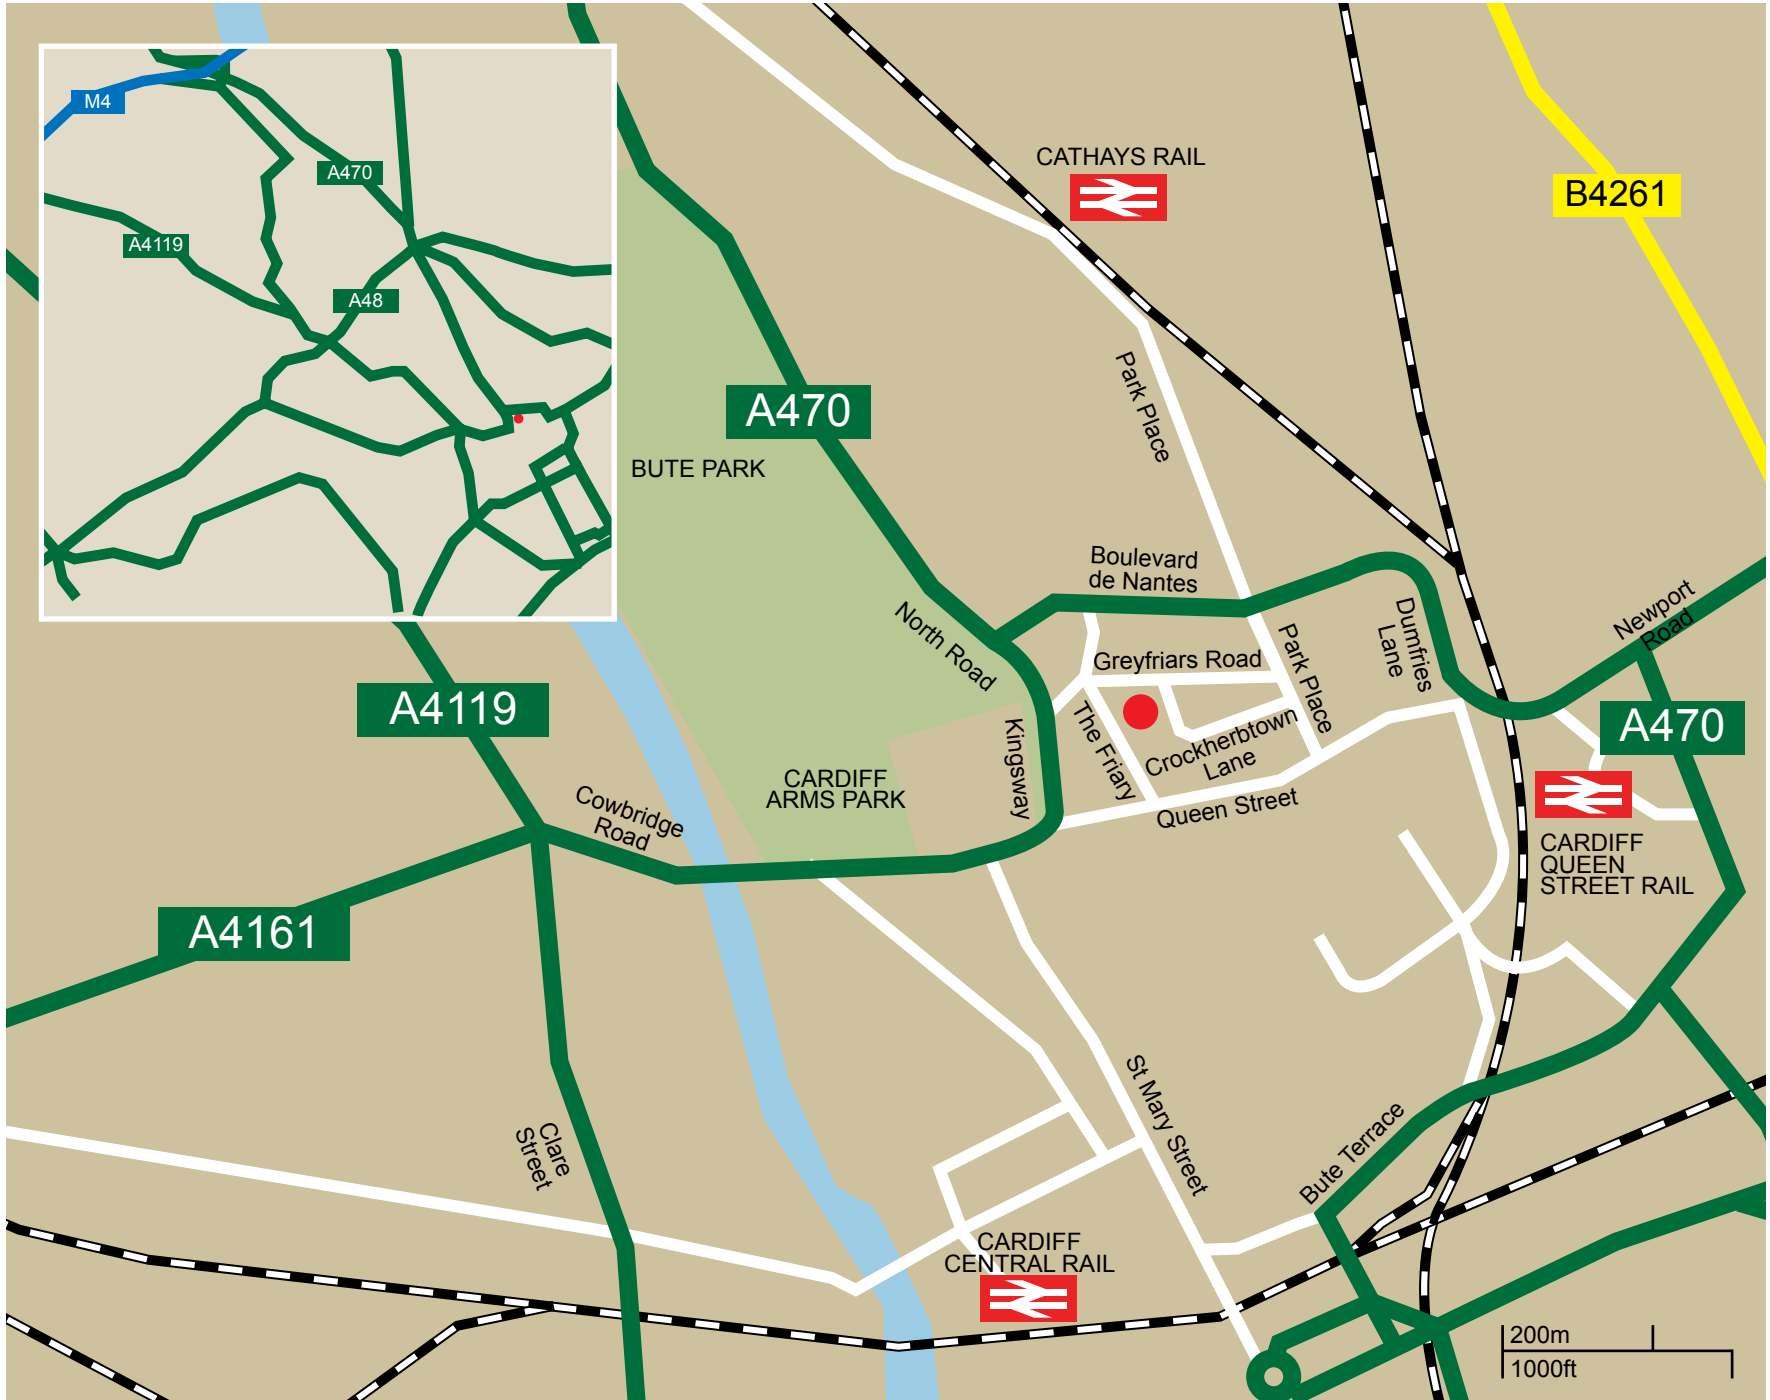 M4
A470
A4119
A48
CATHAYS RAIL
B4261
Park Place
A470
BUTE PARK
Boulevard
de Nantes
North Road
Greyfriars Road
Park Place
Dumfries
Lane
Newport
Road
A4119
A470
The Friary
Crockherbtown
Lane
Kingsway
CARDIFF
ARMS PARK
Queen Street
Cowbridge
Road
CARDIFF
QUEEN
STREET RAIL
A4161
St Mary Street
Bute Terrace
Clare
Street
CARDIFF
CENTRAL RAIL
200m
1000ft